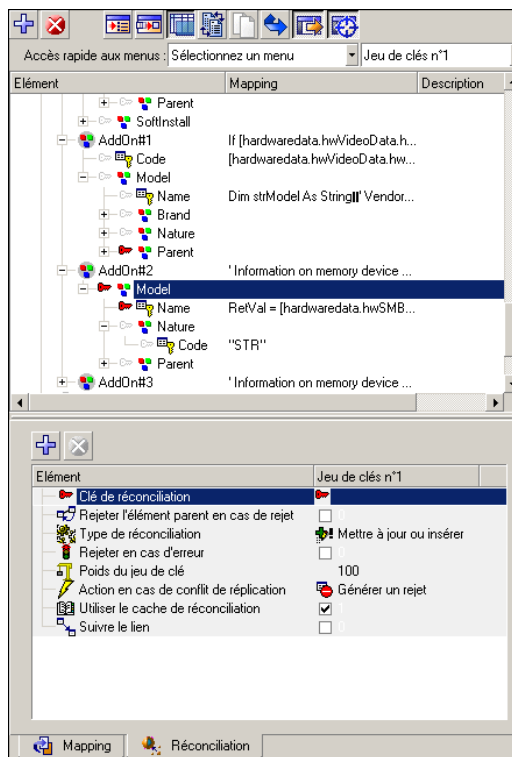 Accès rapide aux menus : Sélectionnez un menu Jeu de clés n°1
Elément Mapping Description
Parent
SoftInstall
AddOn#1 If [hardwaredata.hwVideoData.h...
Code [hardwaredata.hwVideoData.hw...
Model
Name Dim strModel As String||' Vendor...
Brand
Nature
Parent
AddOn#2 ' Information on memory device ...
Model
Name RetVal = [hardwaredata.hwSMB...
Nature
Code "STR"
Parent
AddOn#3 ' Information on memory device ...
Elément Jeu de clés n°1
Clé de réconciliation
Rejeter l'élément parent en cas de rejet 0
Type de réconciliation Mettre à jour ou insérer
Rejeter en cas d'erreur 0
Poids du jeu de clé 100
Action en cas de conflit de réplication Générer un rejet
Utiliser le cache de réconciliation 1
Suivre le lien 0
Mapping Réconciliation